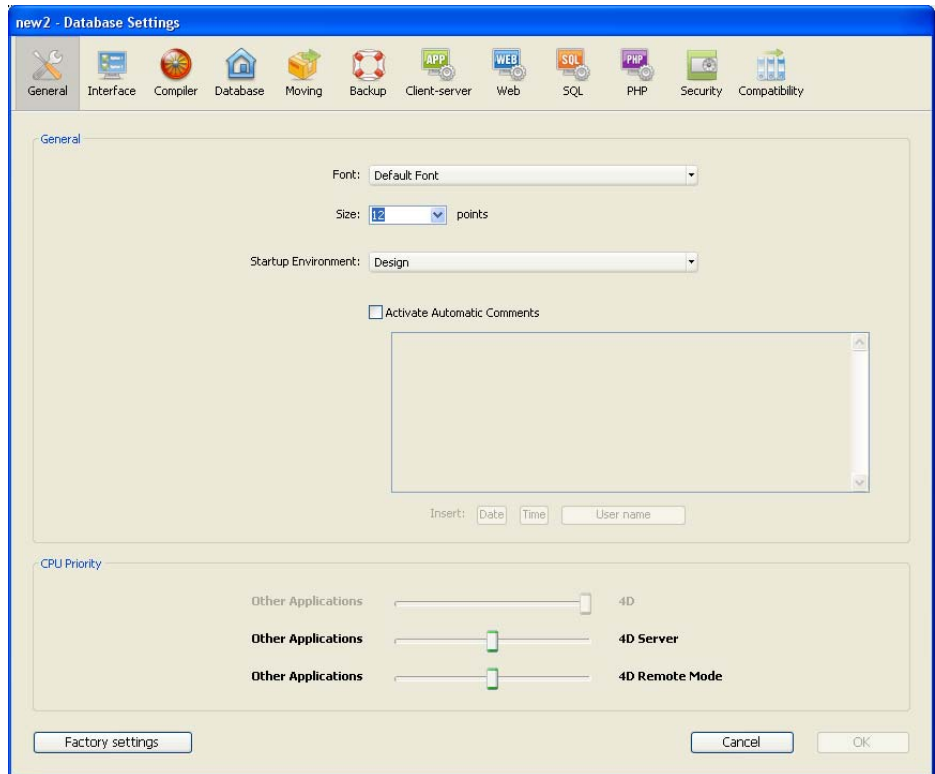 new2 - Database Settings
APP WEB SQL PHP
General Interface Compiler Database Moving Backup Client-server Web SQL PHP Security Compatibility
General
Font: Default Font
Size: 12 points
Startup Environment: Design
Activate Automatic Comments
Insert: Date Time User name
CPU Priority
Other Applications 4D
Other Applications 4D Server
Other Applications 4D Remote Mode
Factory settings Cancel OK